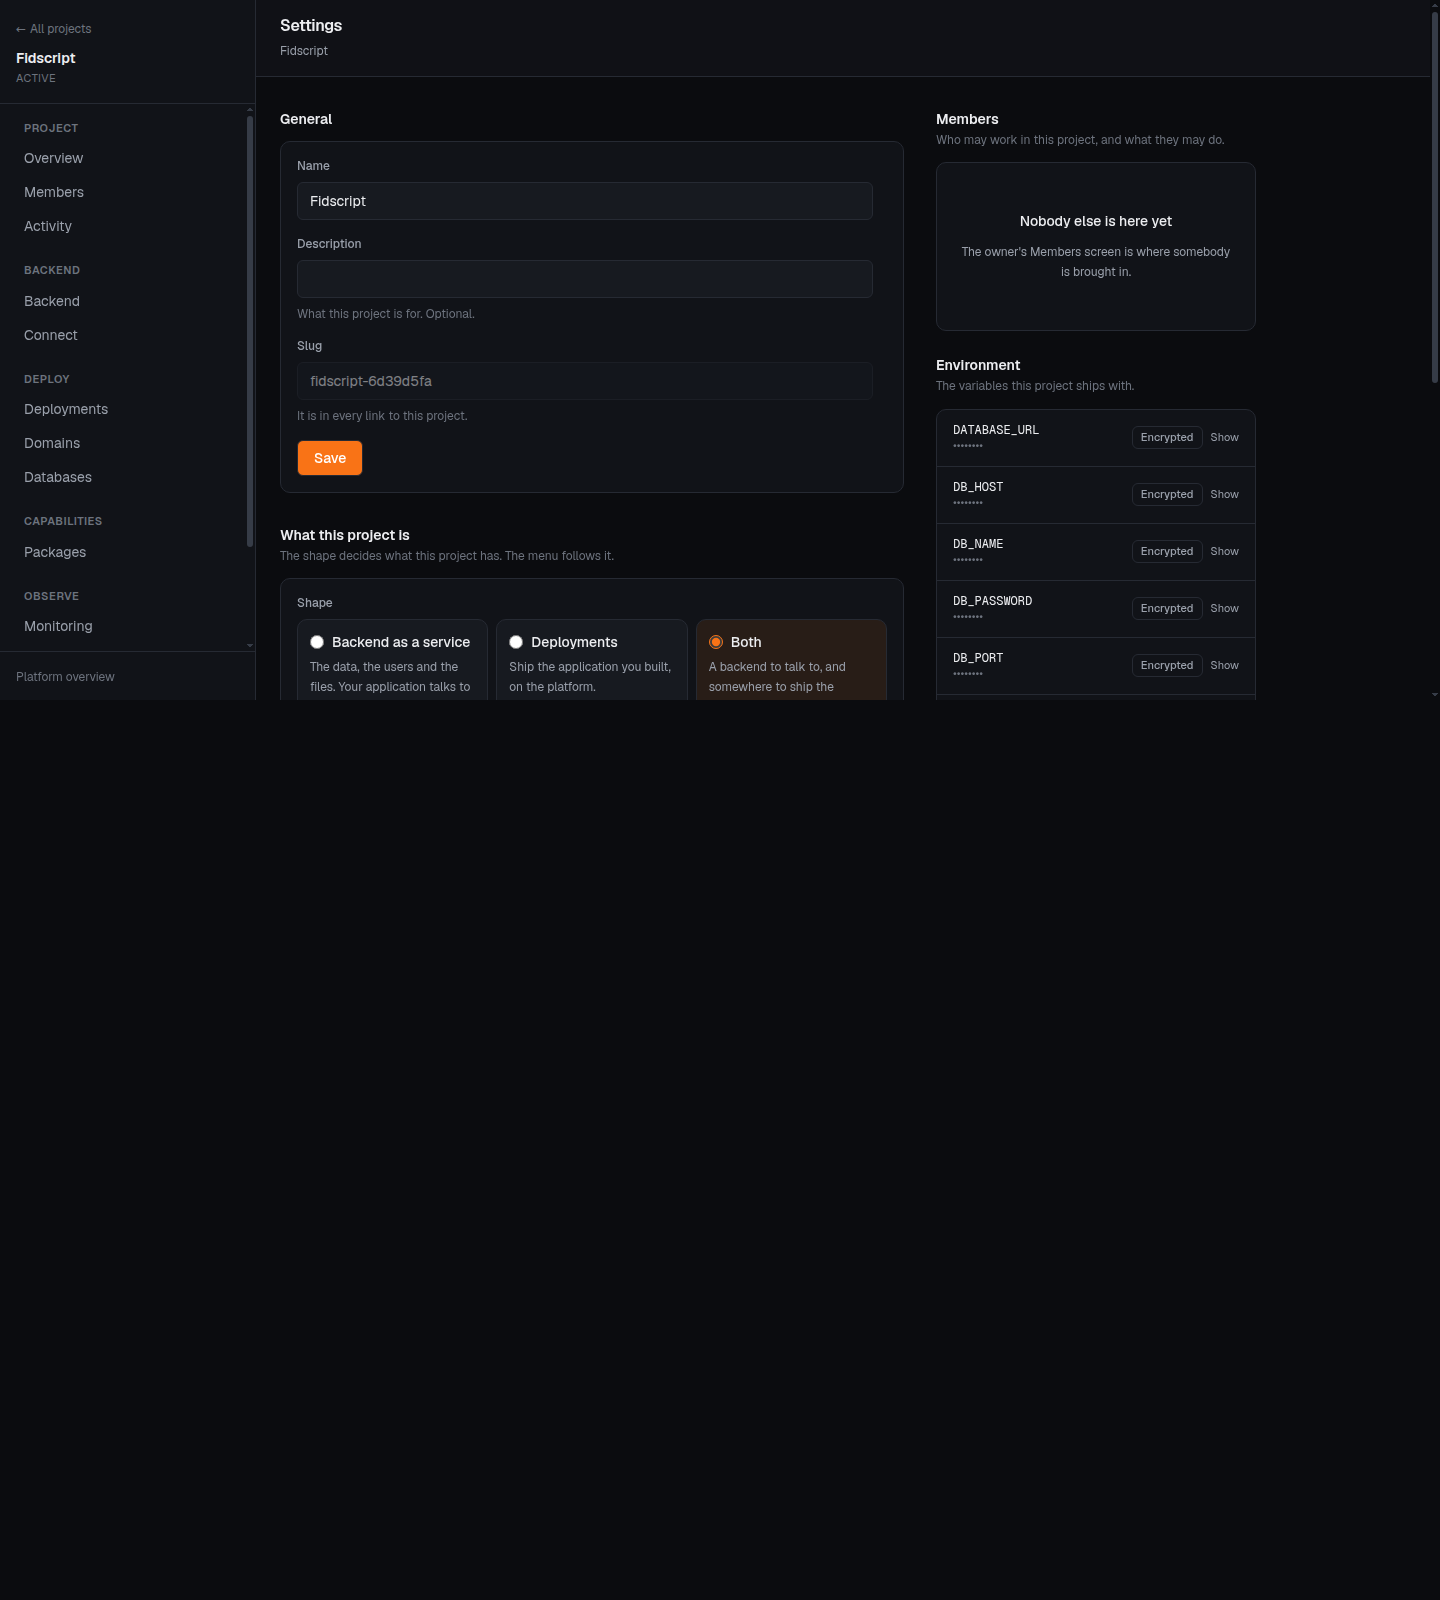 ← All projects
Fidscript
ACTIVE
PROJECT
Overview
Members
Activity
BACKEND
Backend
Connect
DEPLOY
Deployments
Domains
Databases
CAPABILITIES
Packages
OBSERVE
Monitoring
Platform overview
Settings
Fidscript
General
Name
Fidscript
Description
What this project is for. Optional.
Slug
fidscript-6d39d5fa
It is in every link to this project.
Save
What this project is
The shape decides what this project has. The menu follows it.
Shape
Backend as a service
The data, the users and the
files. Your application talks to
Deployments
Ship the application you built,
on the platform.
Both
A backend to talk to, and
somewhere to ship the
Members
Who may work in this project, and what they may do.
Nobody else is here yet
The owner's Members screen is where somebody
is brought in.
Environment
The variables this project ships with.
DATABASE_URL
••••••••
Encrypted Show
DB_HOST
••••••••
Encrypted Show
DB_NAME
••••••••
Encrypted Show
DB_PASSWORD
••••••••
Encrypted Show
DB_PORT
••••••••
Encrypted Show